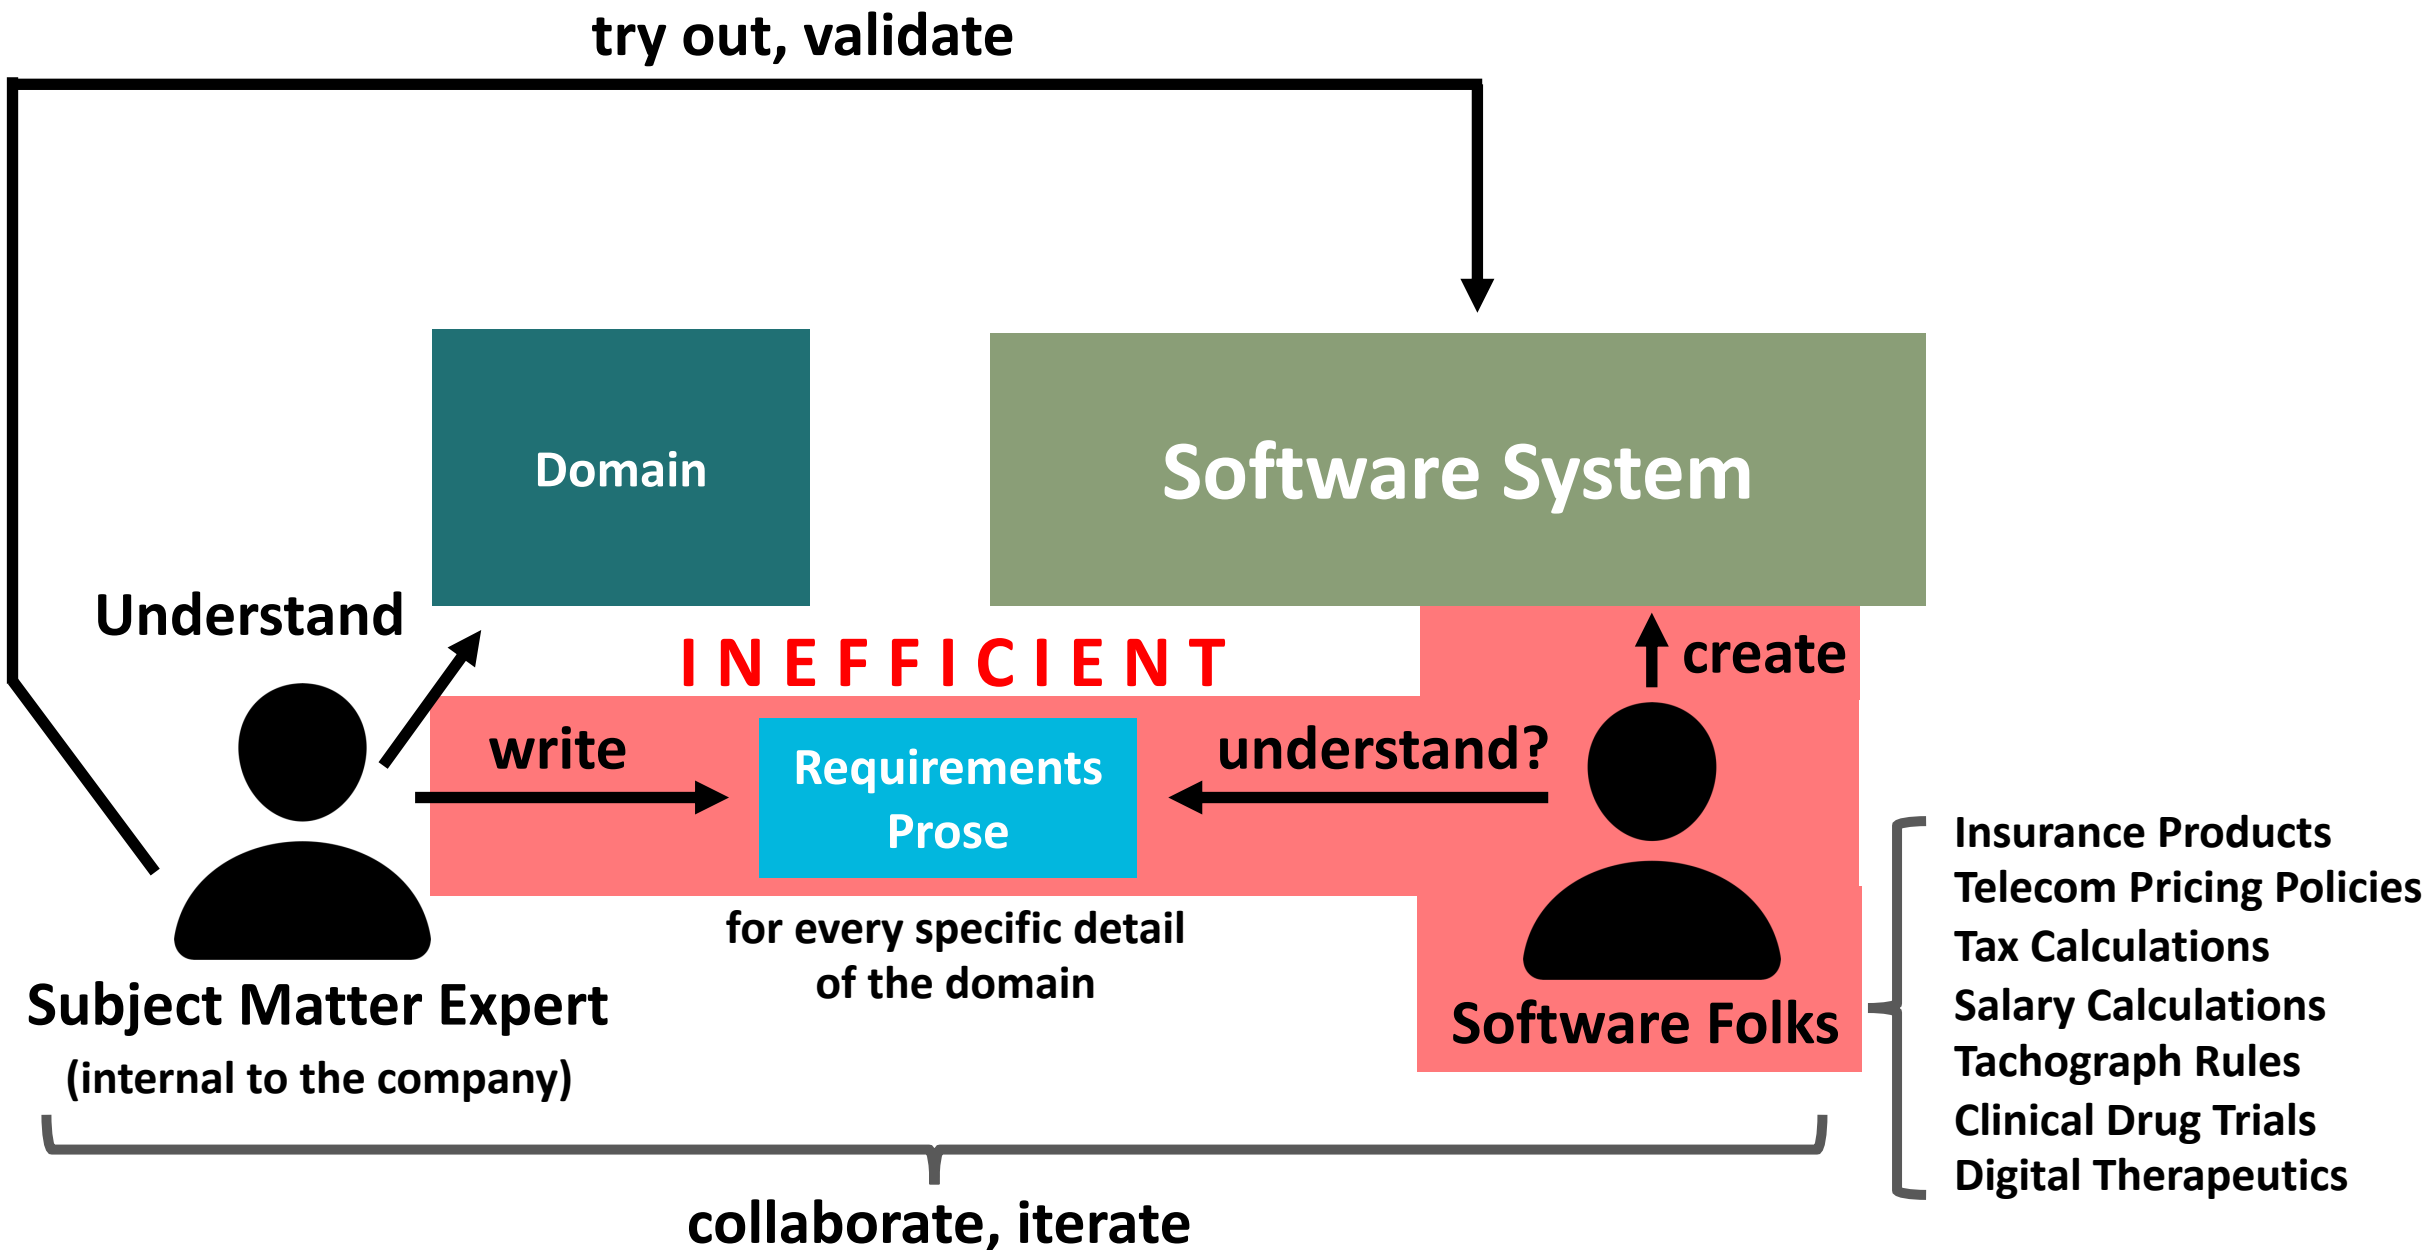 try out, validate
Domain
Software System
Understand
INEFFICIENT
create
write
Requirements
Prose
understand?
for every specific detail
of the domain
Subject Matter Expert
(internal to the company)
Software Folks
Insurance Products
Telecom Pricing Policies
Tax Calculations
Salary Calculations
Tachograph Rules
Clinical Drug Trials
Digital Therapeutics
collaborate, iterate